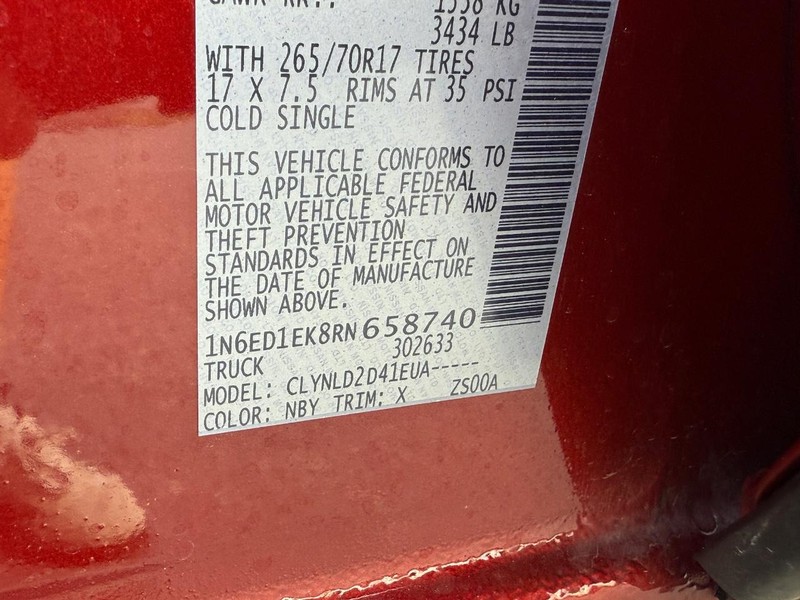 GAWR RR.: 1558 KG
3434 LB
WITH 265/70R17 TIRES
17 X 7.5 RIMS AT 35 PSI
COLD SINGLE
THIS VEHICLE CONFORMS TO
ALL APPLICABLE FEDERAL
MOTOR VEHICLE SAFETY AND
THEFT PREVENTION
STANDARDS IN EFFECT ON
THE DATE OF MANUFACTURE
SHOWN ABOVE.
1N6ED1EK8RN658740
TRUCK 302633
MODEL: CLYNLD2D41EUA-----
COLOR: NBY TRIM: X ZS00A